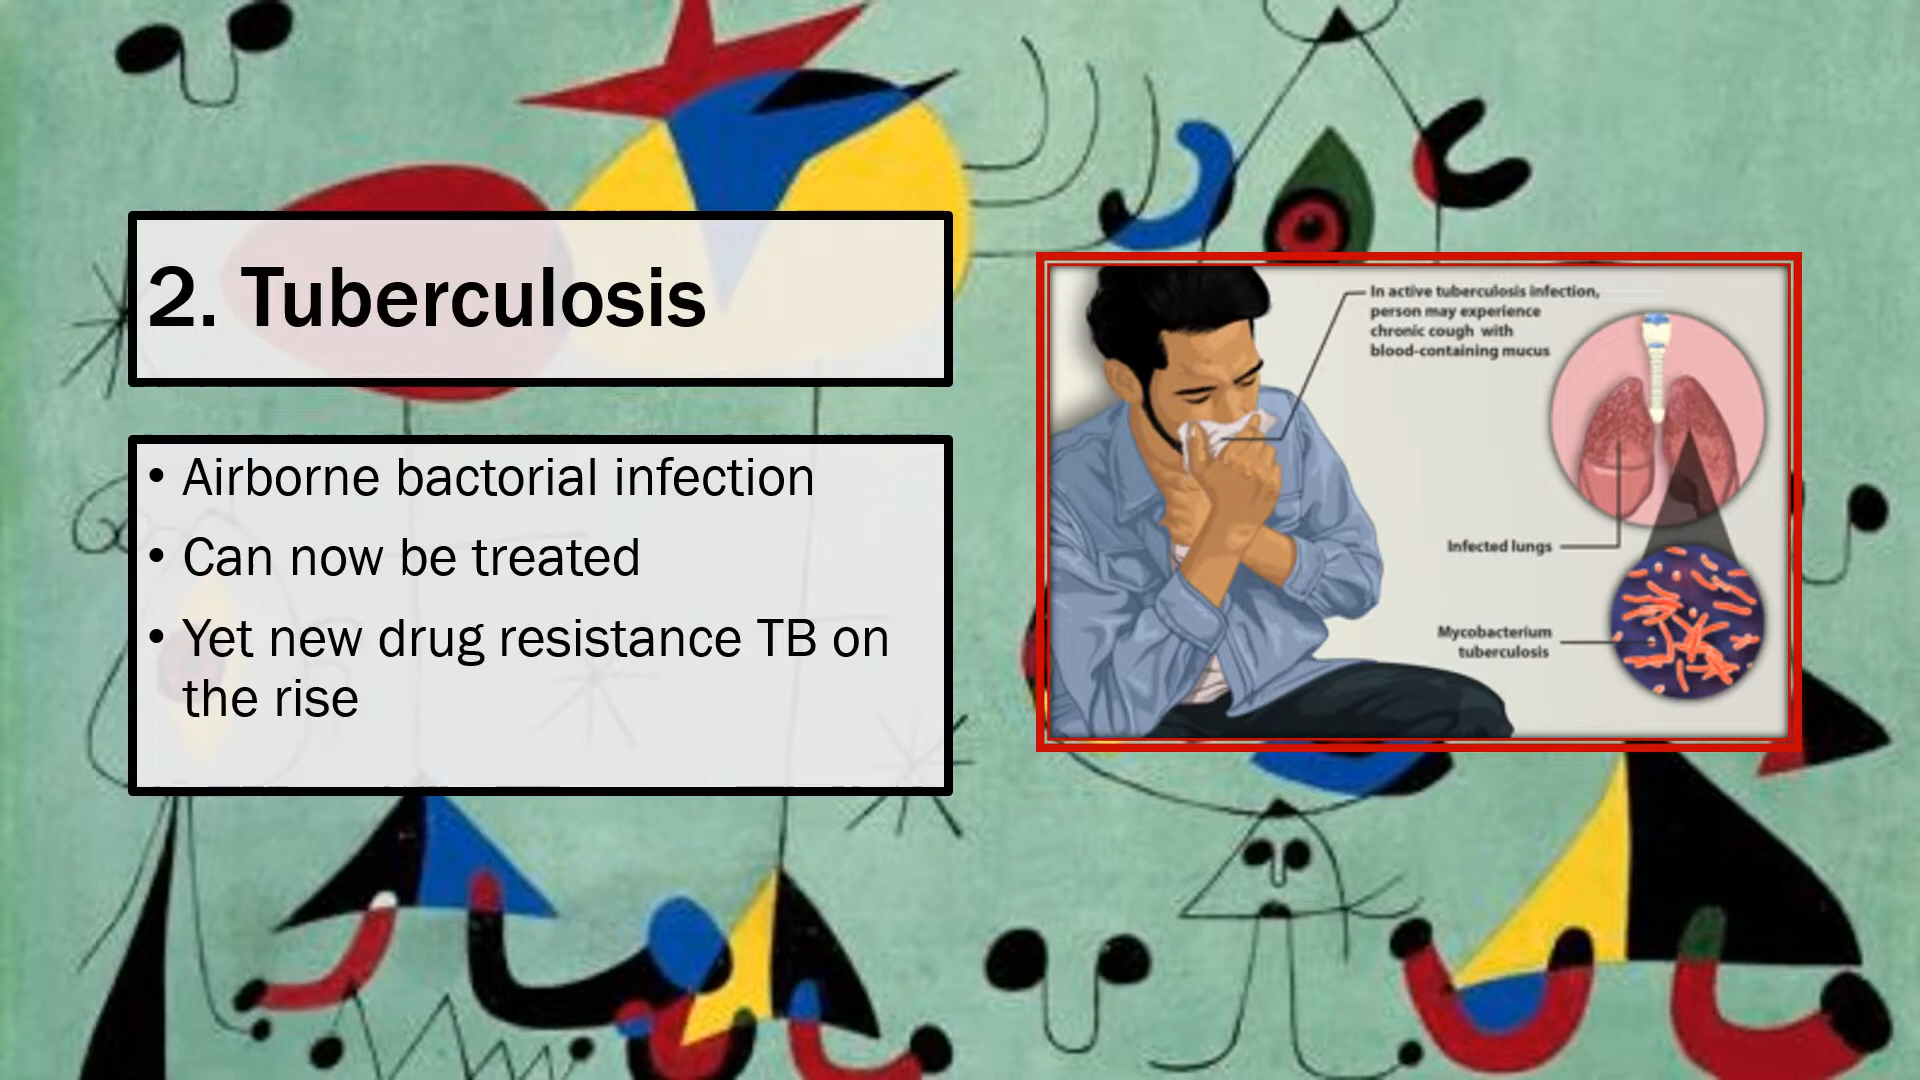 2. Tuberculosis
• Airborne bactorial infection
• Can now be treated
• Yet new drug resistance TB on
the rise
In active tuberculosis infection,
person may experience
chronic cough with
blood-containing mucus
Infected lungs
Mycobacterium
tuberculosis